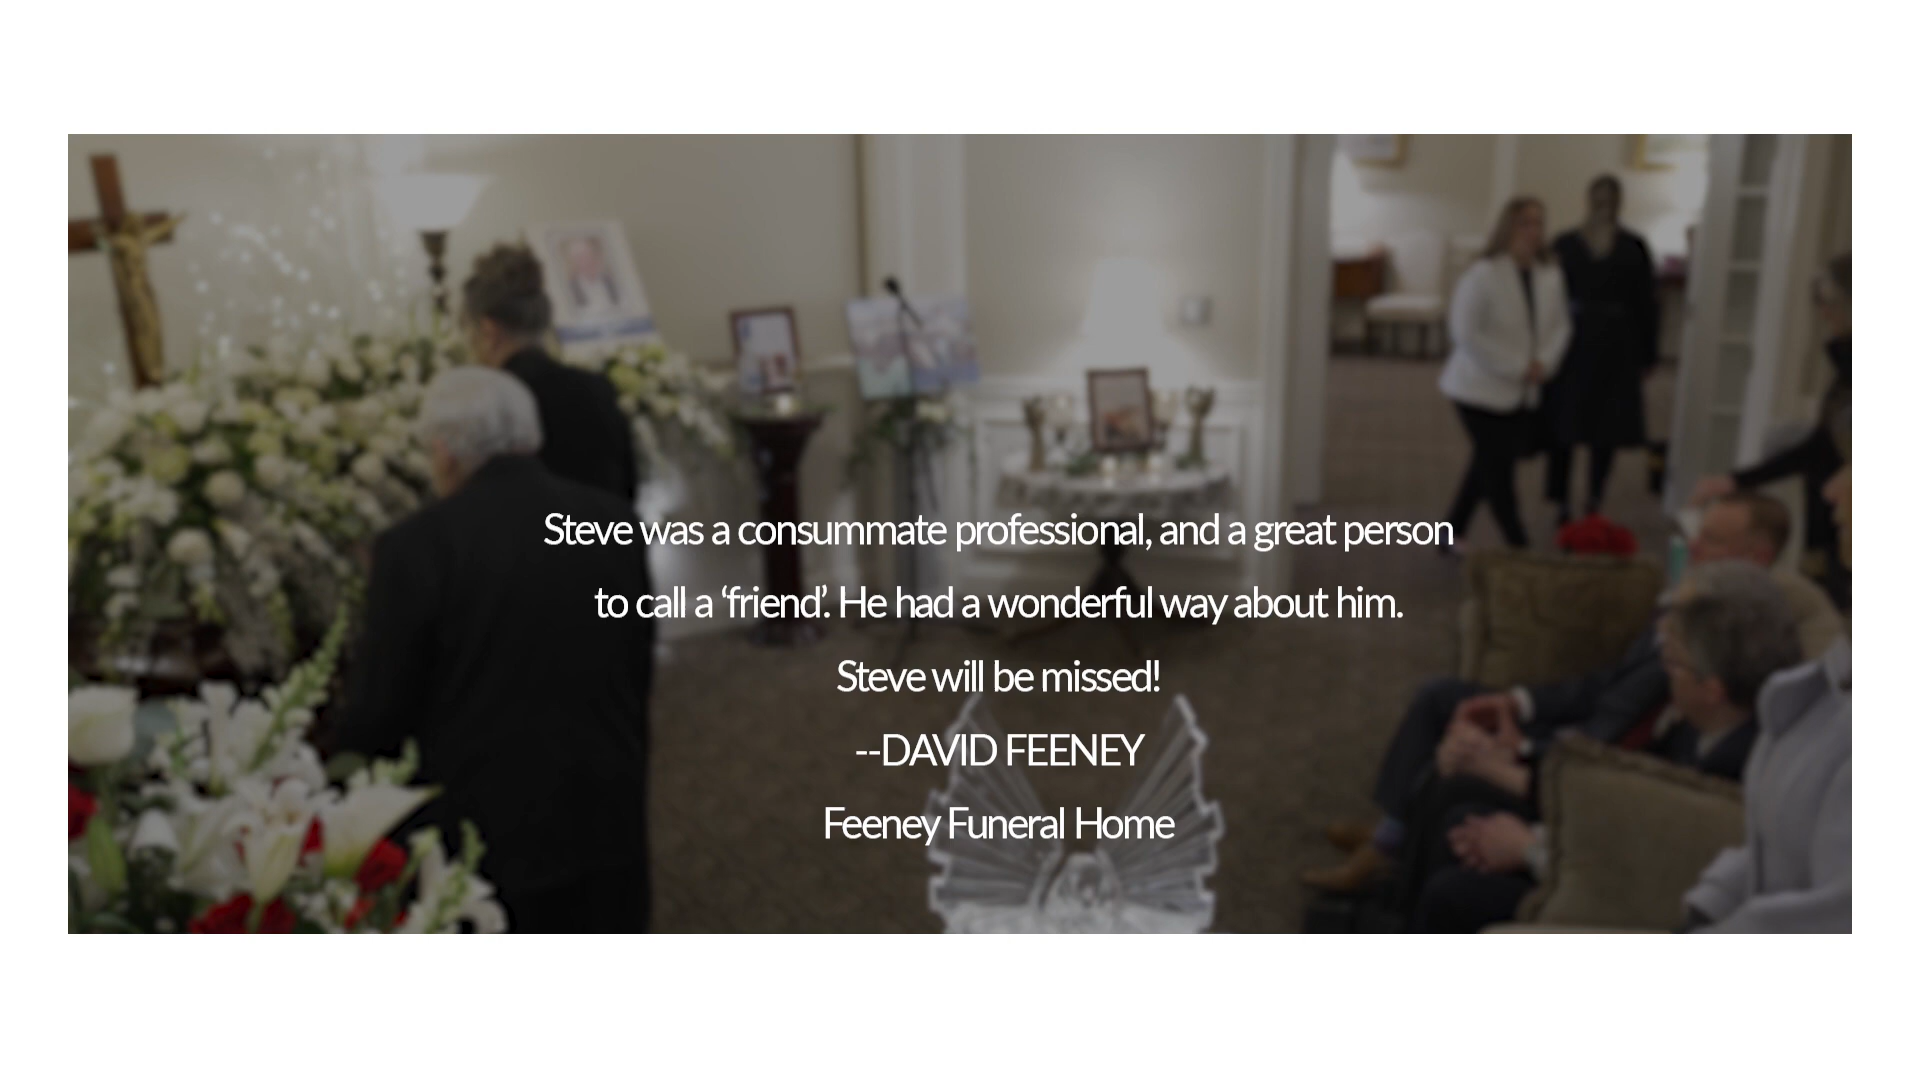 Steve was a consummate professional, and a great person
to call a ‘friend’. He had a wonderful way about him.
Steve will be missed!
--DAVID FEENEY
Feeney Funeral Home